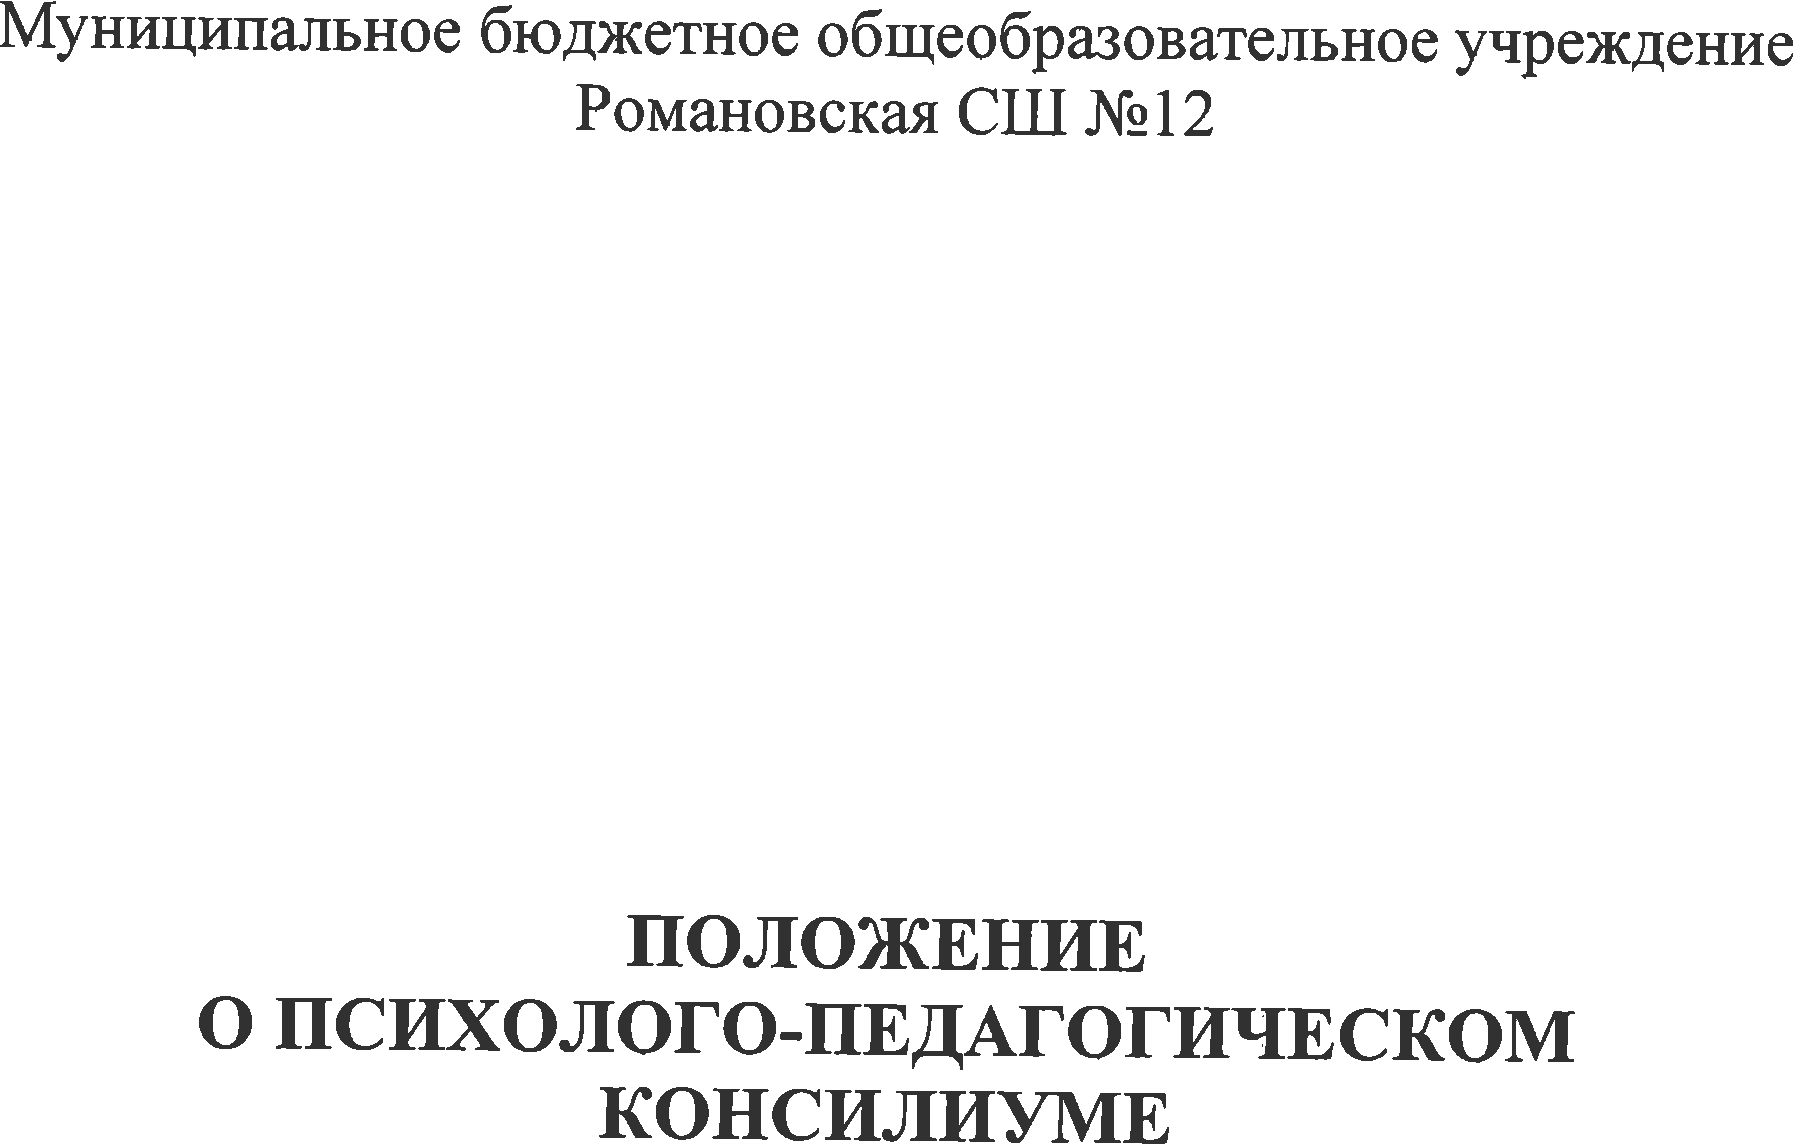 Муниципальное бюджетное общеобразовательное учреждение
Романовская СШ №12
ПОЛОЖЕНИЕ
О ПСИХОЛОГО-ПЕДАГОГИЧЕСКОМ
КОНСИЛИУМЕ